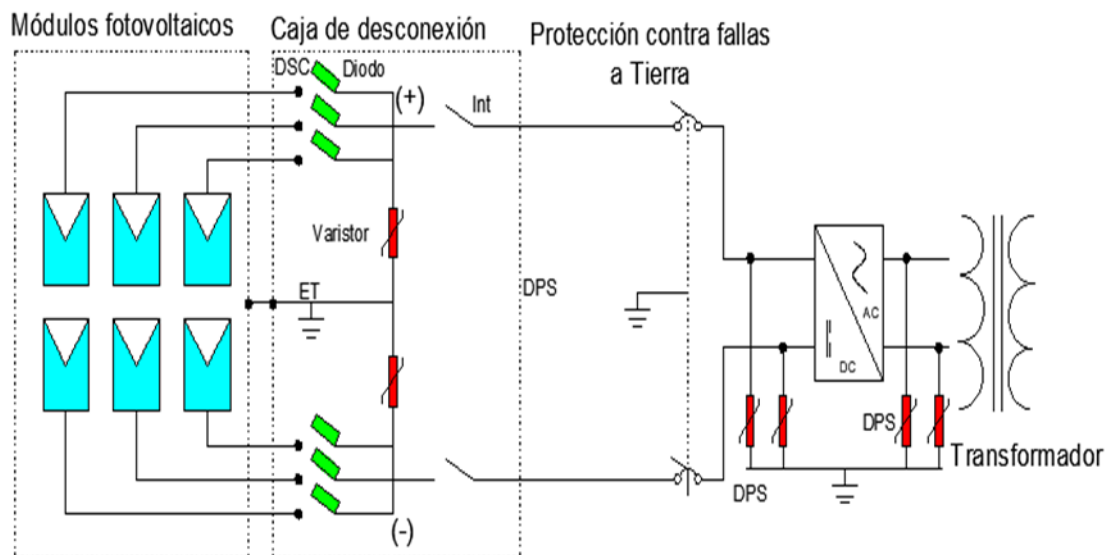 Módulos fotovoltaicos
Caja de desconexión
Protección contra fallas
a Tierra
DSC
Diodo
(+)
Int
Varistor
ET
DPS
AC
DC
DPS
Transformador
DPS
(-)